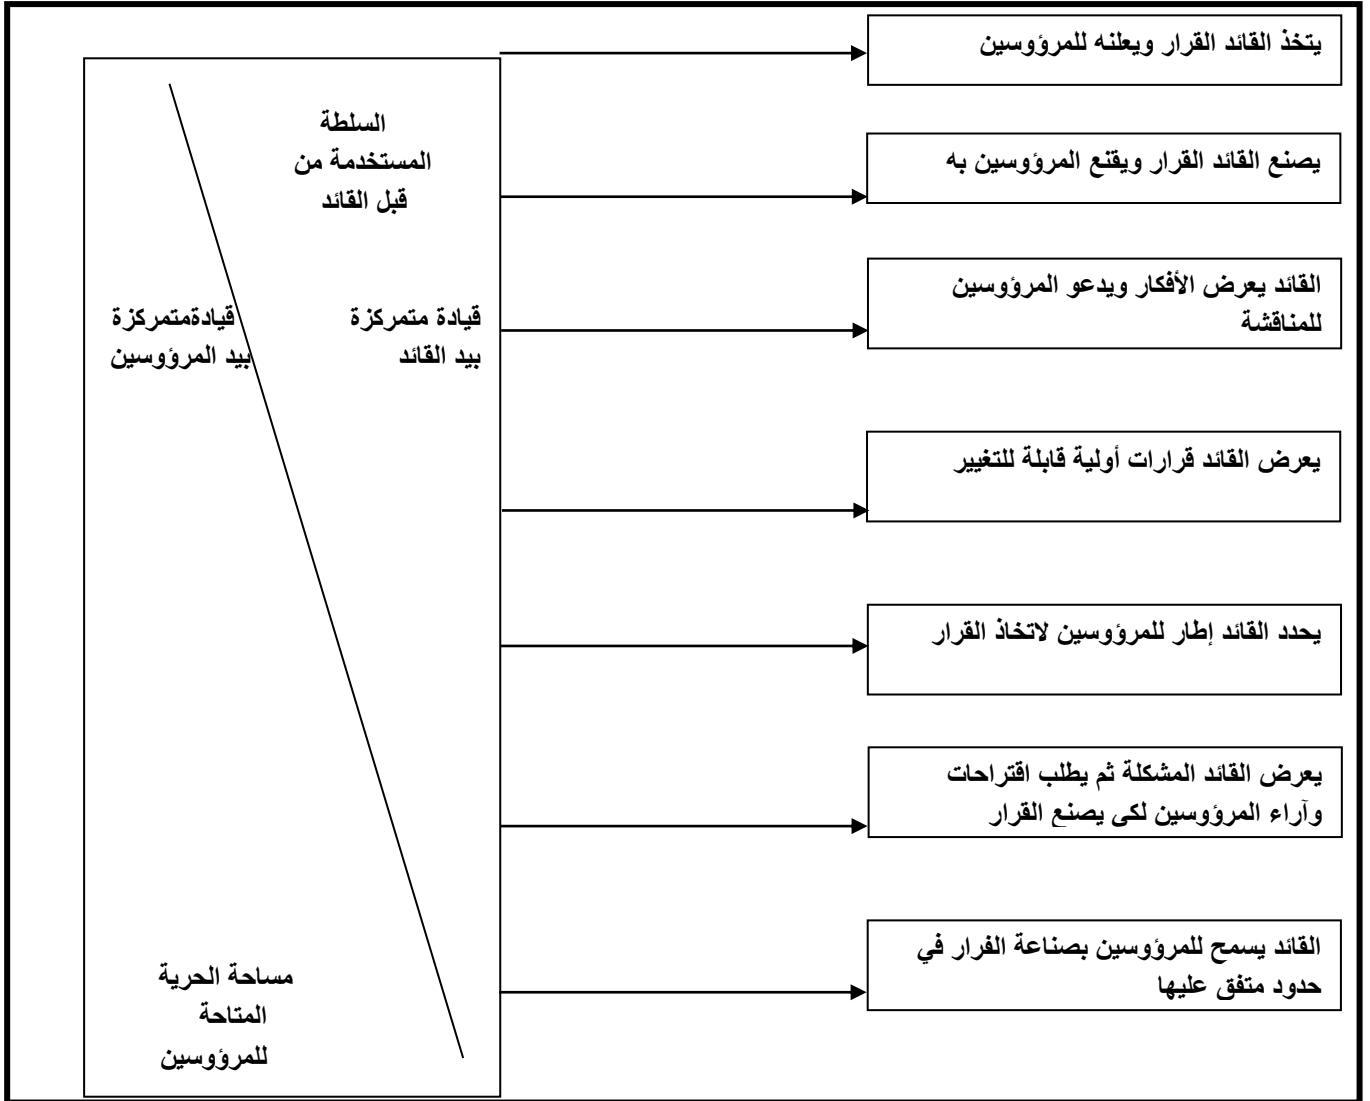 يتخذ القائد القرار ويعلنه للمرؤوسين
السلطة
المستخدمة من
قبل القائد
يصنع القائد القرار ويقنع المرؤوسين به
القائد يعرض الأفكار ويدعو المرؤوسين
للمناقشة
قيادة متمركزة
بيد القائد
قيادةمتمركزة
بيد المرؤوسين
يعرض القائد قرارات أولية قابلة للتغيير
يحدد القائد إطار للمرؤوسين لاتخاذ القرار
يعرض القائد المشكلة ثم يطلب اقتراحات
وآراء المرؤوسين لكي يصنع القرار
القائد يسمح للمرؤوسين بصناعة الفرار في
حدود متفق عليها
مساحة الحرية
المتاحة
للمرؤوسين